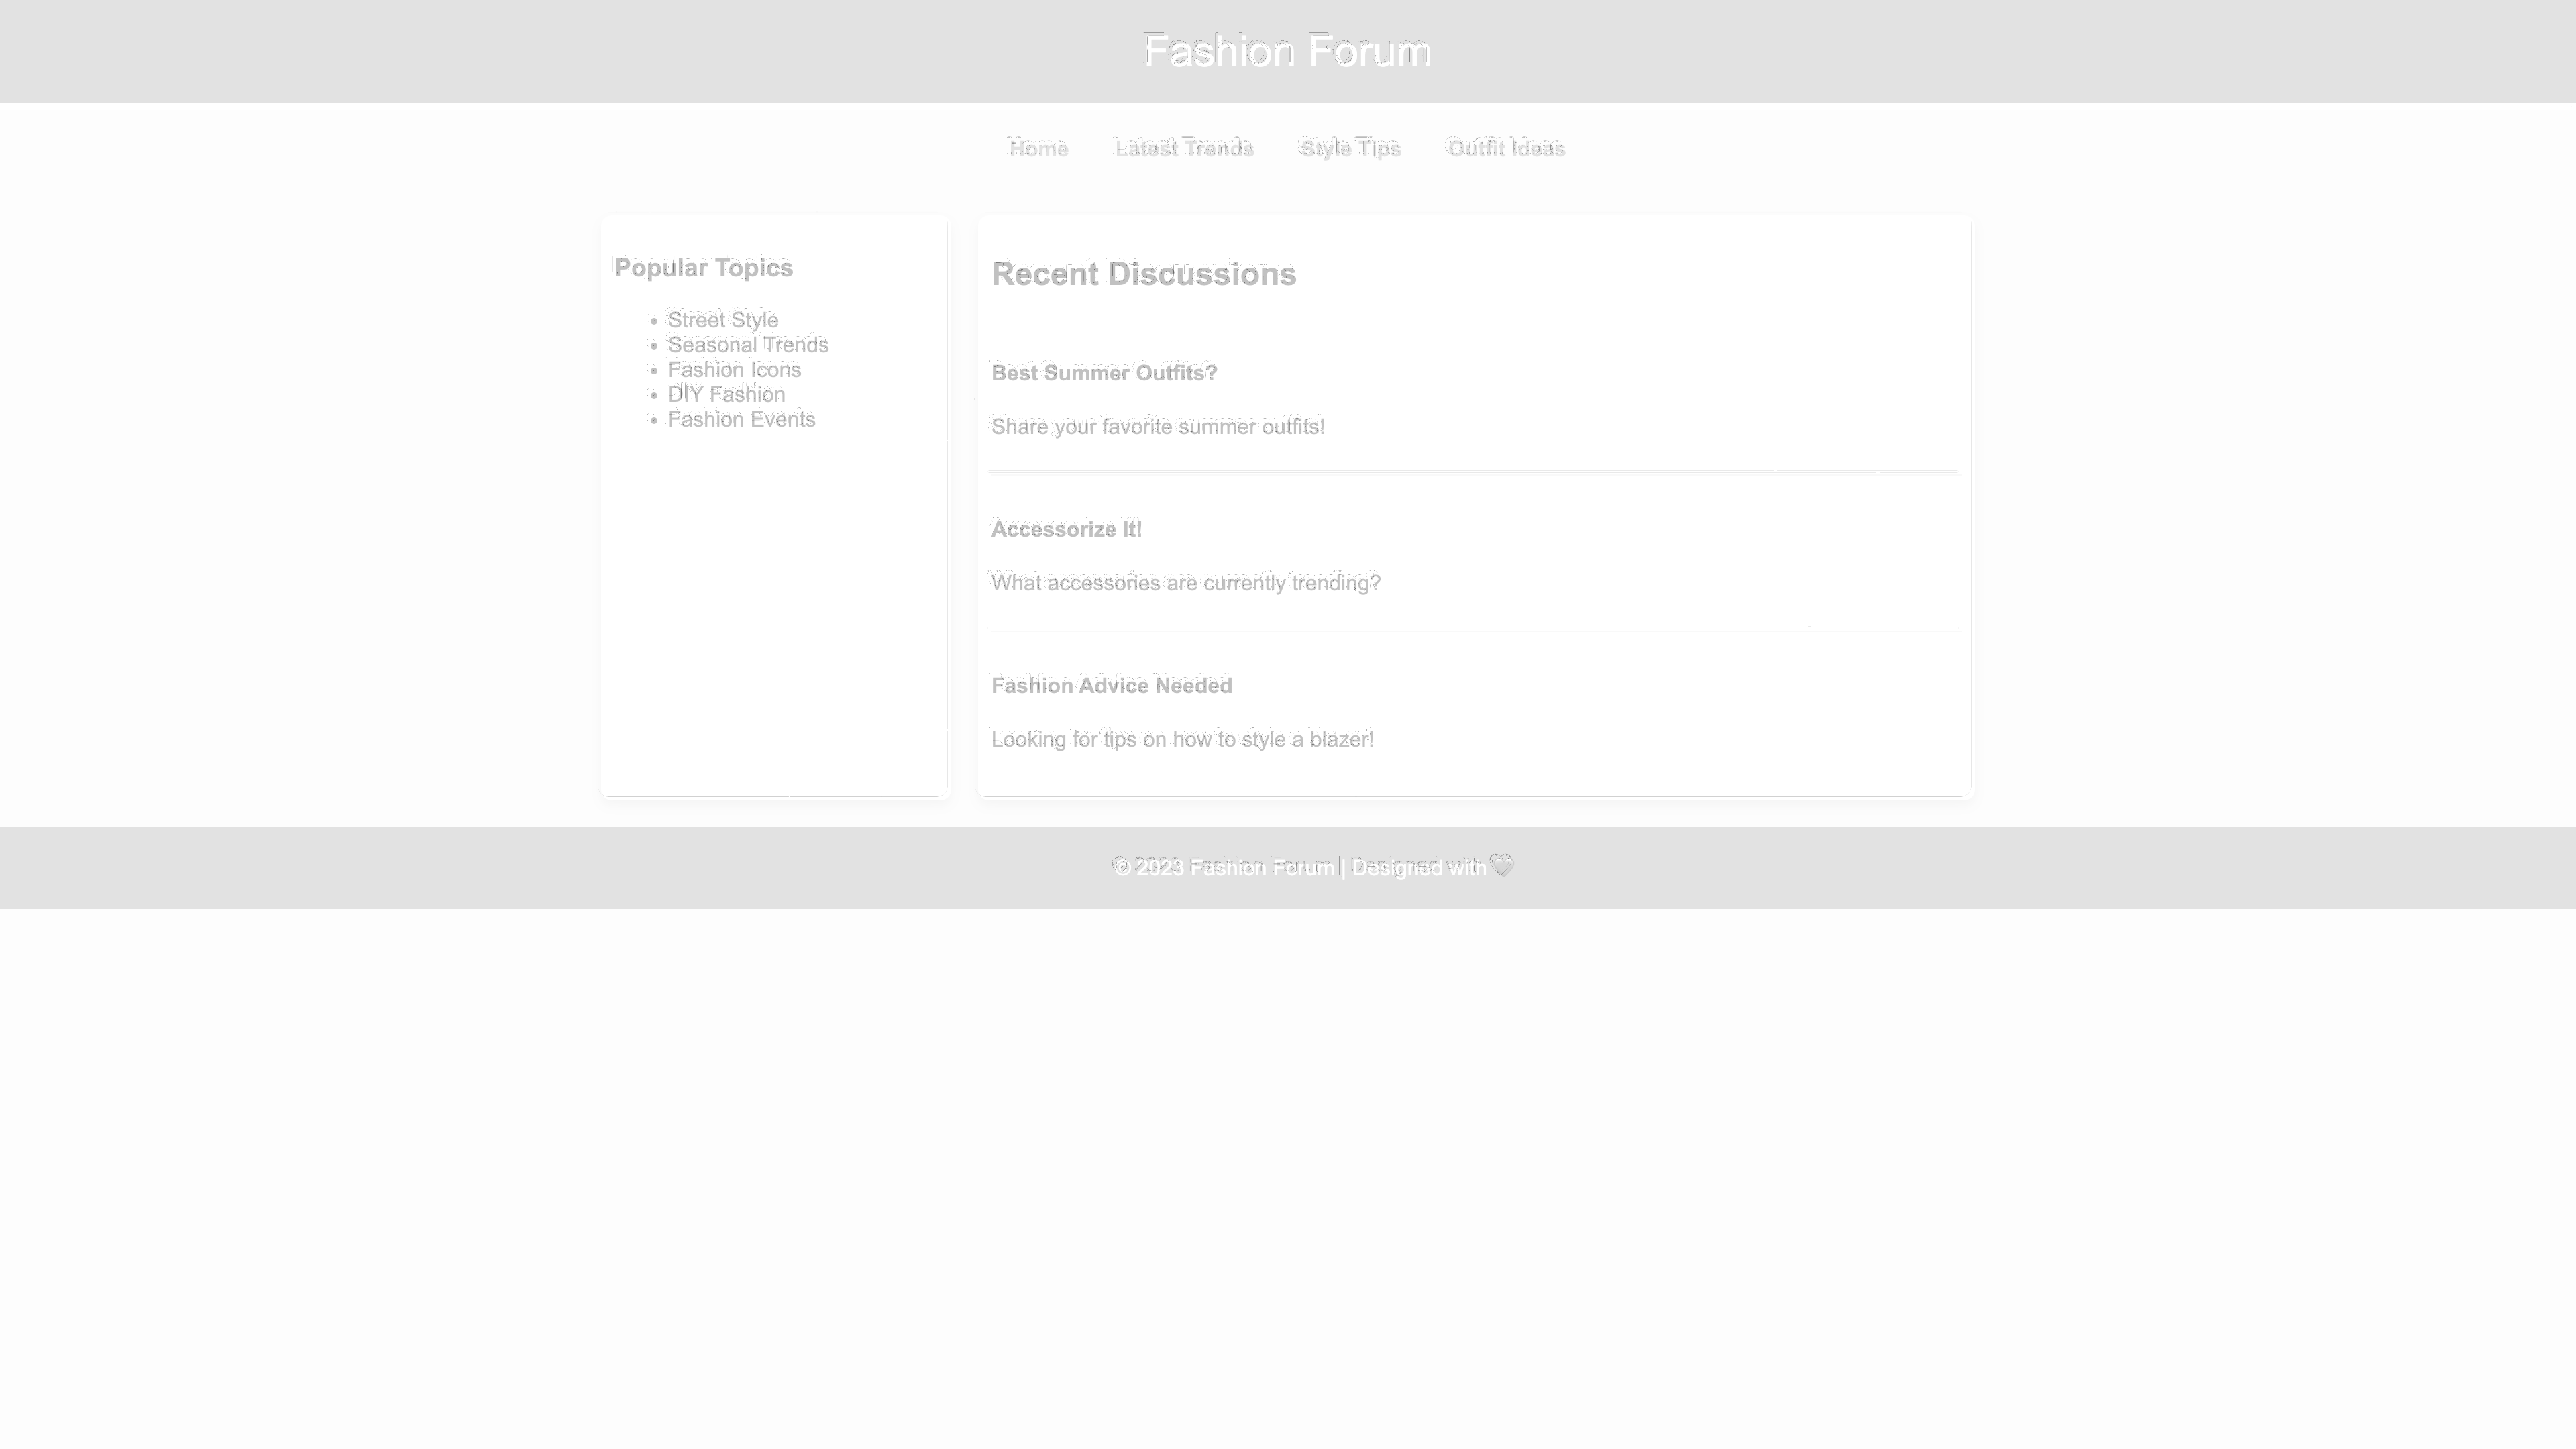 Fashion Forum
Home Latest Trends Style Tips Outfit Ideas
Popular Topics
• Street Style
• Seasonal Trends
• Fashion Icons
• DIY Fashion
• Fashion Events
Recent Discussions
Best Summer Outfits?
Share your favorite summer outfits!
Accessorize It!
What accessories are currently trending?
Fashion Advice Needed
Looking for tips on how to style a blazer!
© 2023 Fashion Forum | Designed with 🤍